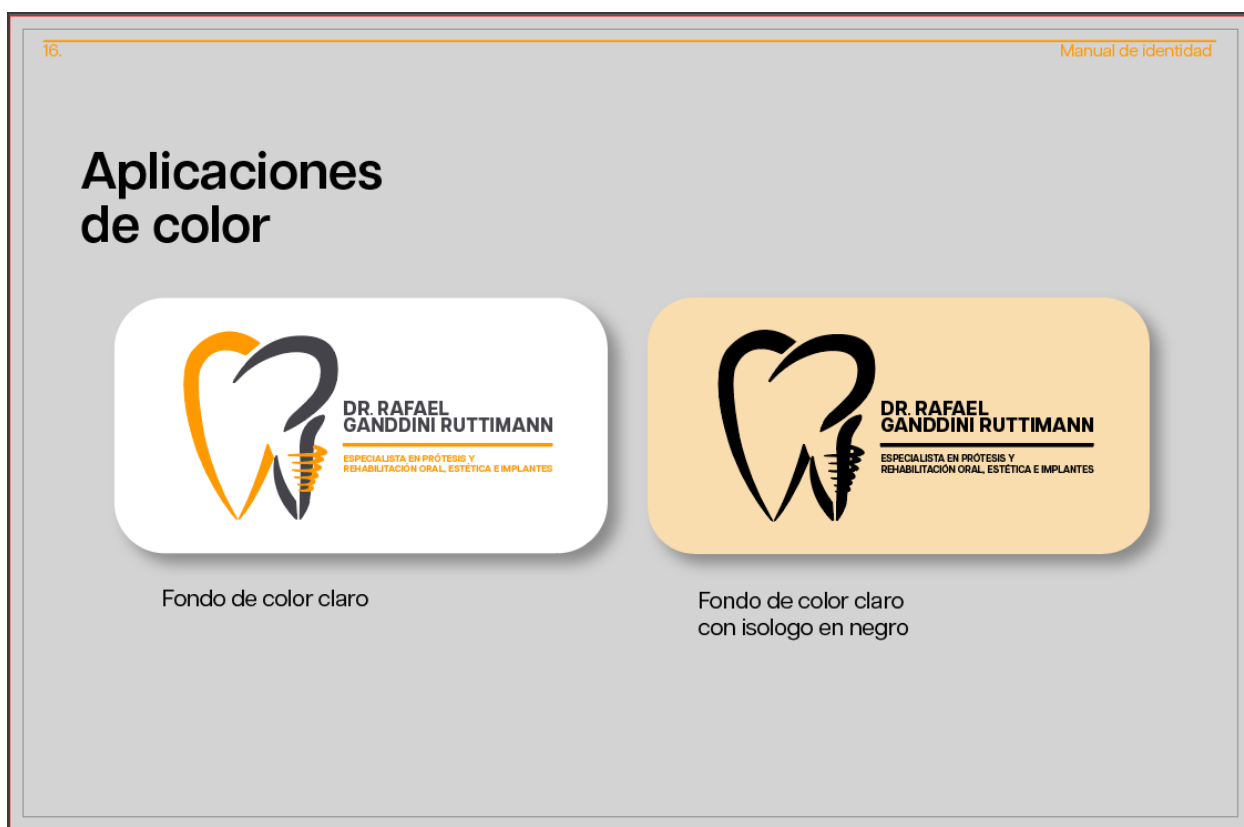 16.
Manual de identidad
Aplicaciones
de color
DR. RAFAEL
GANDDINI RUTTIMANN
ESPECIALISTA EN PRÓTESIS Y
REHABILITACIÓN ORAL, ESTÉTICA E IMPLANTES
DR. RAFAEL
GANDDINI RUTTIMANN
ESPECIALISTA EN PRÓTESIS Y
REHABILITACIÓN ORAL, ESTÉTICA E IMPLANTES
Fondo de color claro
Fondo de color claro
con isologo en negro